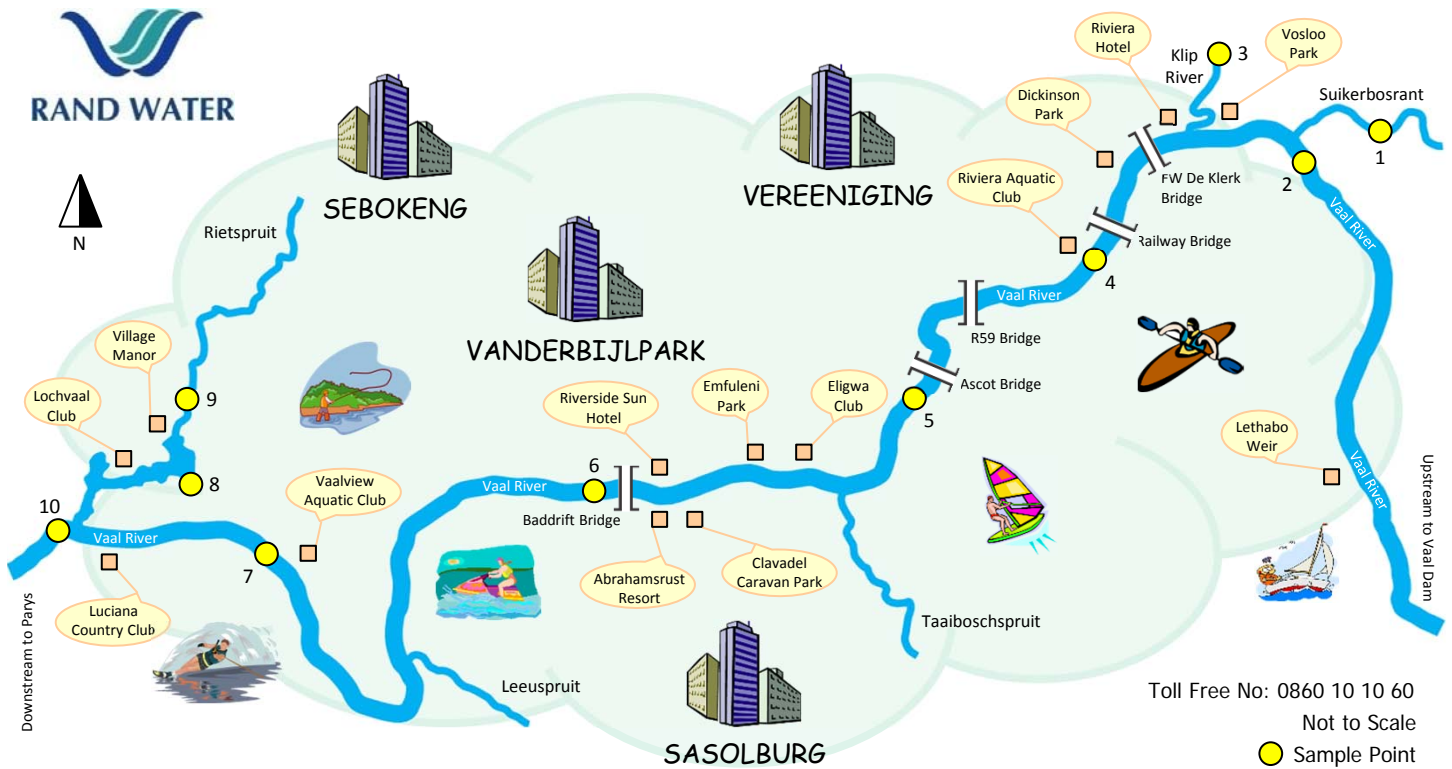 RAND WATER
N
SEBOKENG
VEREENIGING
VANDERBIJLPARK
SASOLBURG
Riviera
Hotel
Klip
River
3
Vosloo
Park
Suikerbosrant
1
2
Dickinson
Park
FW De Klerk
Bridge
Riviera Aquatic
Club
Railway Bridge
4
Vaal River
Vaal River
Vaal River
R59 Bridge
Ascot Bridge
5
Lethabo
Weir
Upstream to Vaal Dam
Rietspruit
Village
Manor
Lochvaal
Club
9
8
10
Vaalview
Aquatic Club
Vaal River
7
Luciana
Country Club
Downstream to Parys
Riverside Sun
Hotel
Emfuleni
Park
Eligwa
Club
6
Vaal River
Baddrift Bridge
Abrahamsrust
Resort
Clavadel
Caravan Park
Taaiboschspruit
Leeuspruit
Toll Free No: 0860 10 10 60
Not to Scale
Sample Point